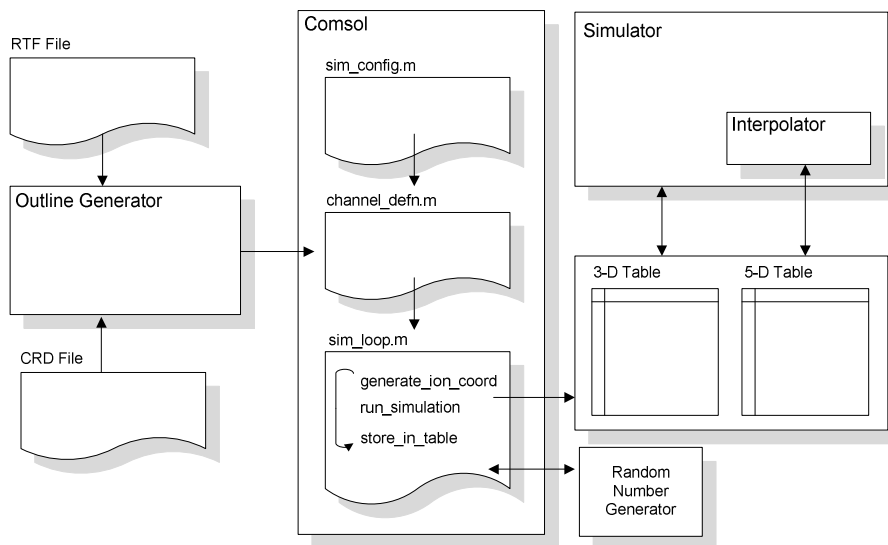 RTF File
Outline Generator
CRD File
Comsol
sim_config.m
channel_defn.m
sim_loop.m
generate_ion_coord
run_simulation
store_in_table
Simulator
Interpolator
3-D Table
5-D Table
Random
Number
Generator